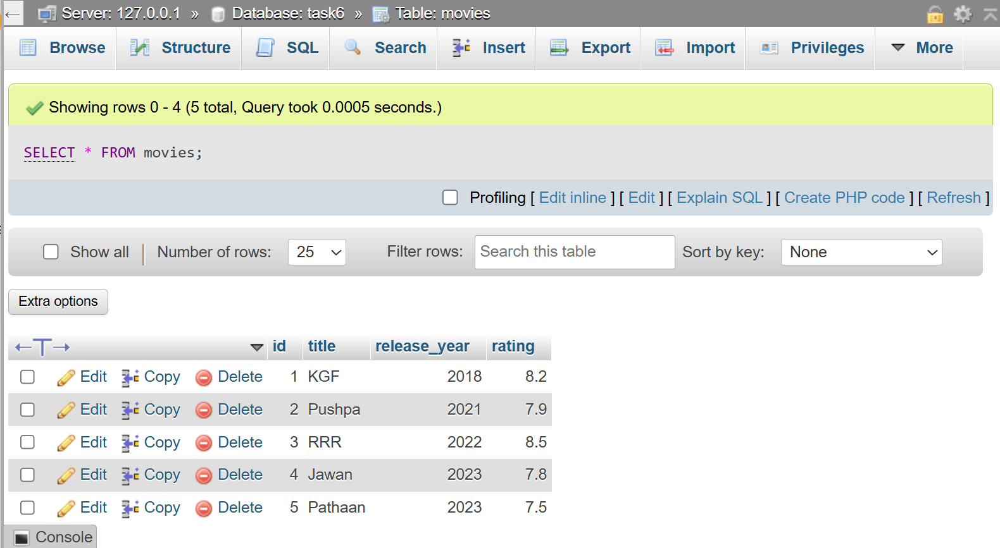 Server: 127.0.0.1 » Database: task6 » Table: movies
Browse Structure SQL Search Insert Export Import Privileges More
Showing rows 0 - 4 (5 total, Query took 0.0005 seconds.)
SELECT * FROM movies;
Profiling [ Edit inline ] [ Edit ] [ Explain SQL ] [ Create PHP code ] [ Refresh ]
Show all Number of rows: 25 Filter rows: Search this table Sort by key: None
Extra options
id title release_year rating
Edit Copy Delete 1 KGF 2018 8.2
Edit Copy Delete 2 Pushpa 2021 7.9
Edit Copy Delete 3 RRR 2022 8.5
Edit Copy Delete 4 Jawan 2023 7.8
Edit Copy Delete 5 Pathaan 2023 7.5
Console